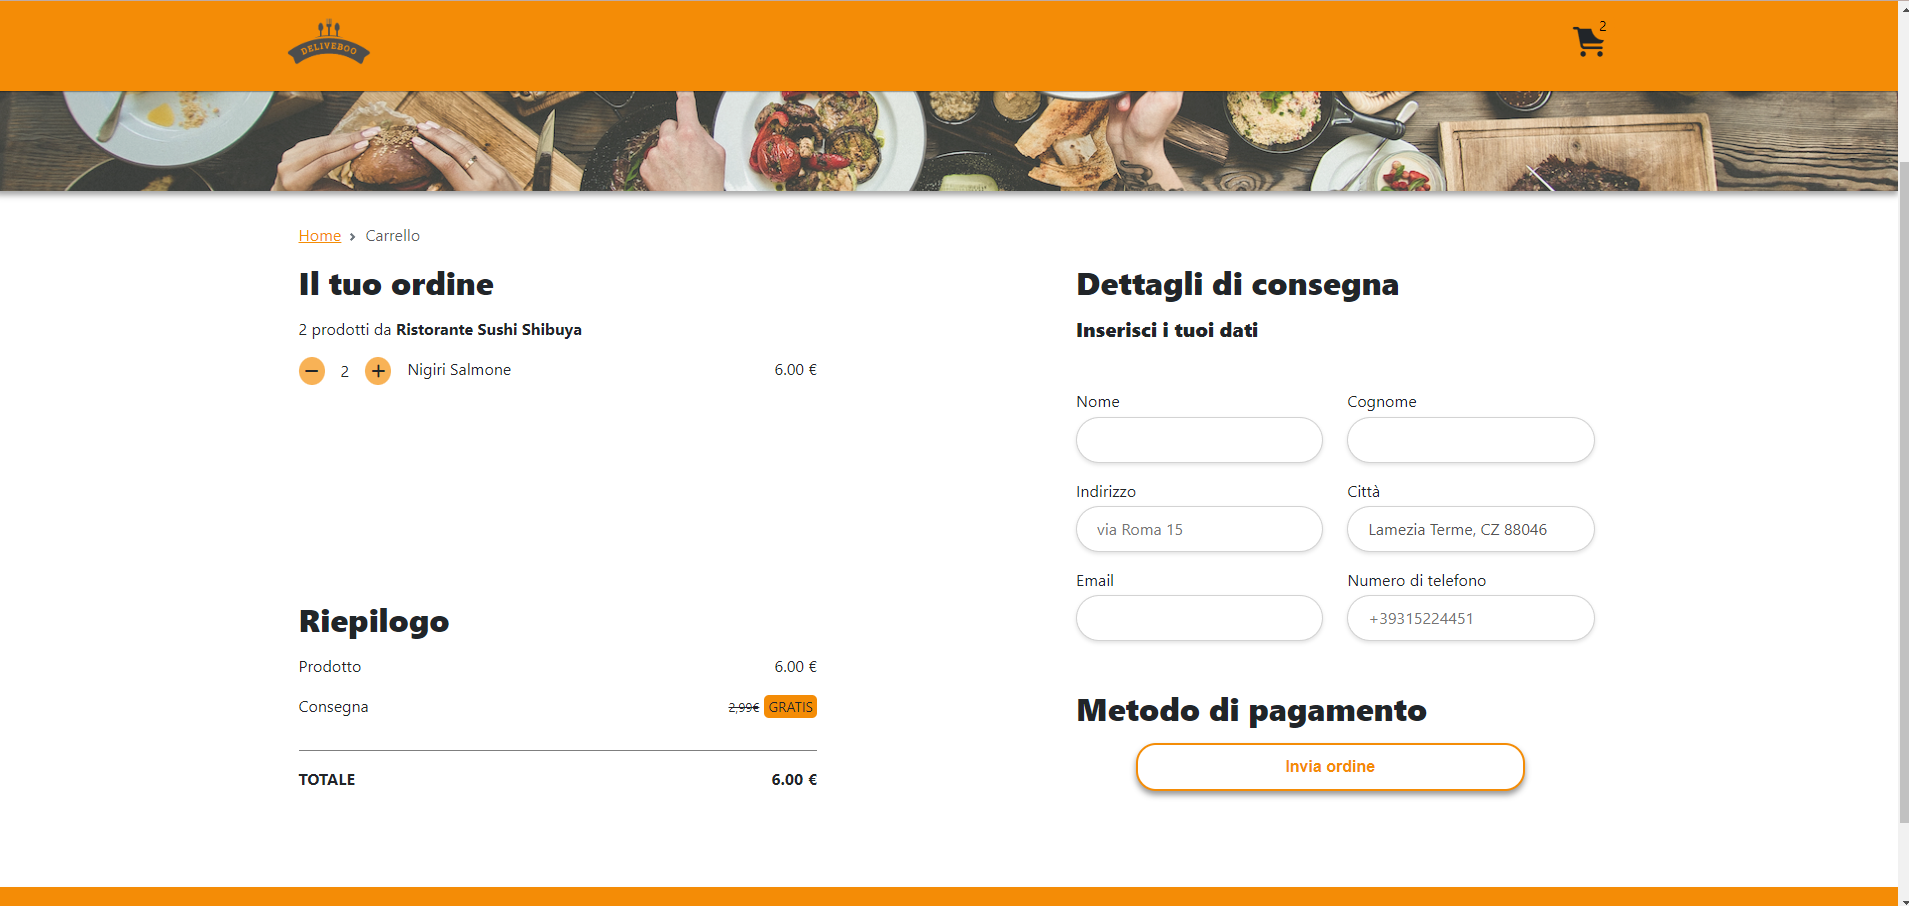 DELIVEBOO
2
Home › Carrello
Il tuo ordine
2 prodotti da Ristorante Sushi Shibuya
− 2 + Nigiri Salmone 6.00 €
Riepilogo
Prodotto 6.00 €
Consegna 2,99€ GRATIS
TOTALE 6.00 €
Dettagli di consegna
Inserisci i tuoi dati
Nome Cognome
Indirizzo Città
via Roma 15 Lamezia Terme, CZ 88046
Email Numero di telefono
+39315224451
Metodo di pagamento
Invia ordine